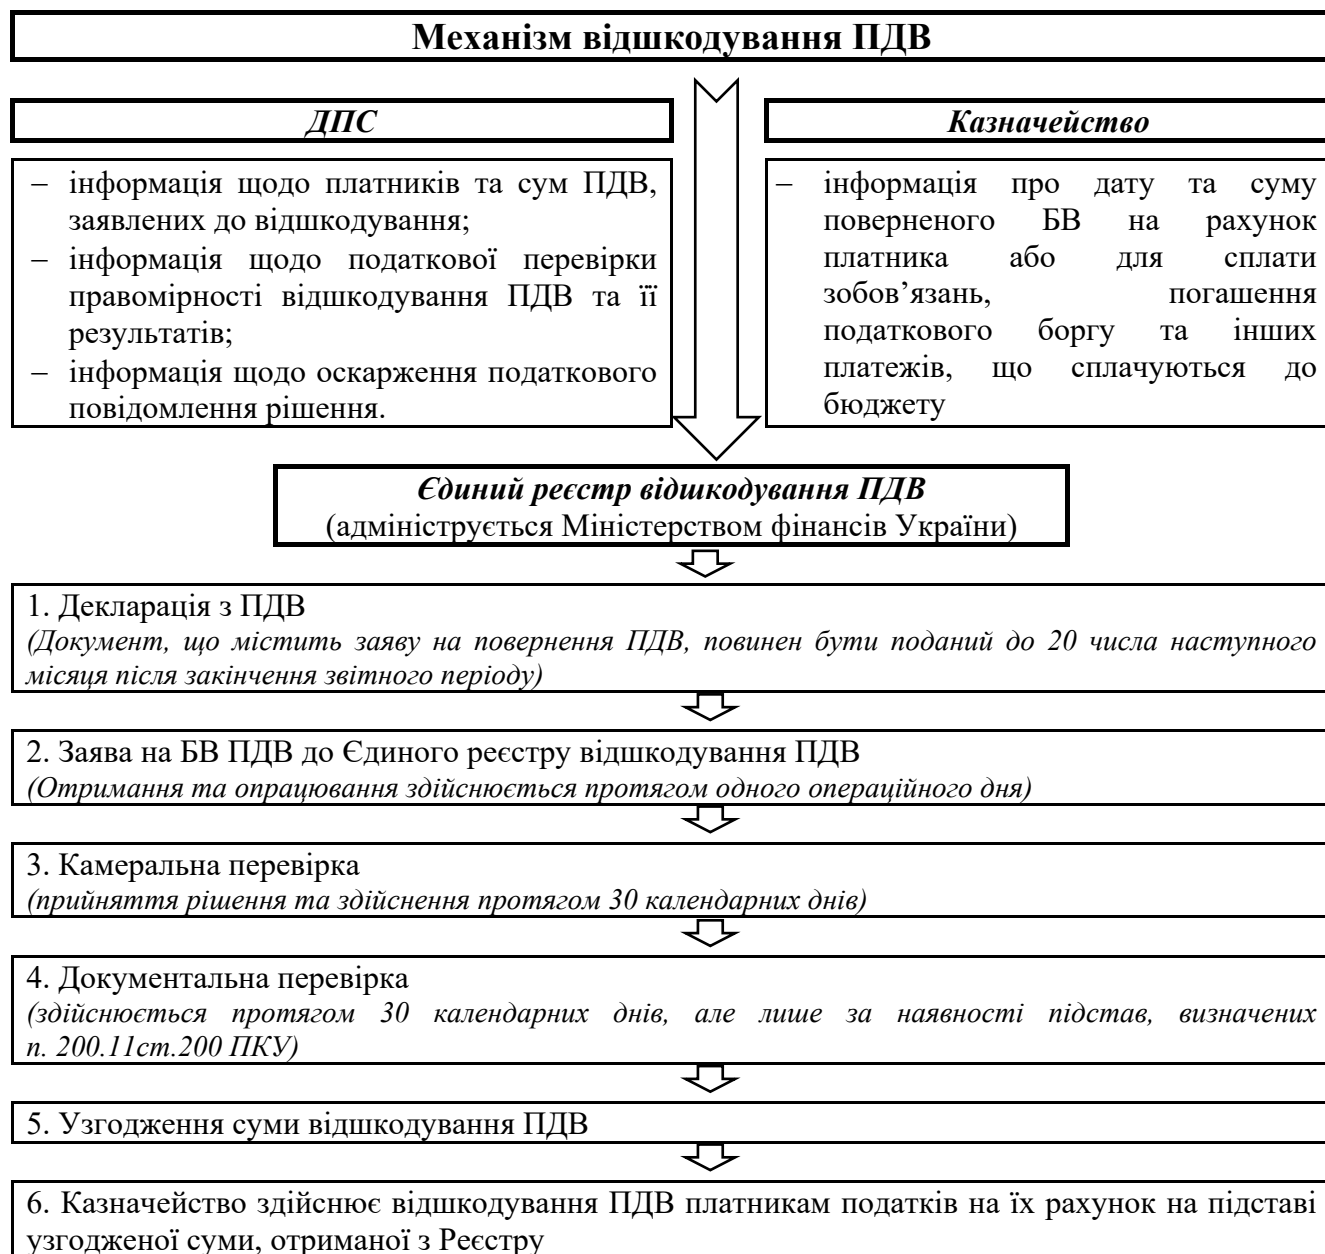 Механізм відшкодування ПДВ
ДПС
– інформація щодо платників та сум ПДВ,
заявлених до відшкодування;
– інформація щодо податкової перевірки
правомірності відшкодування ПДВ та її
результатів;
– інформація щодо оскарження податкового
повідомлення рішення.
Казначейство
– інформація про дату та суму
поверненого БВ на рахунок
платника або для сплати
зобов’язань, погашення
податкового боргу та інших
платежів, що сплачуються до
бюджету
Єдиний реєстр відшкодування ПДВ
(адмініструється Міністерством фінансів України)
1. Декларація з ПДВ
(Документ, що містить заяву на повернення ПДВ, повинен бути поданий до 20 числа наступного
місяця після закінчення звітного періоду)
2. Заява на БВ ПДВ до Єдиного реєстру відшкодування ПДВ
(Отримання та опрацювання здійснюється протягом одного операційного дня)
3. Камеральна перевірка
(прийняття рішення та здійснення протягом 30 календарних днів)
4. Документальна перевірка
(здійснюється протягом 30 календарних днів, але лише за наявності підстав, визначених
п. 200.11ст.200 ПКУ)
5. Узгодження суми відшкодування ПДВ
6. Казначейство здійснює відшкодування ПДВ платникам податків на їх рахунок на підставі
узгодженої суми, отриманої з Реєстру